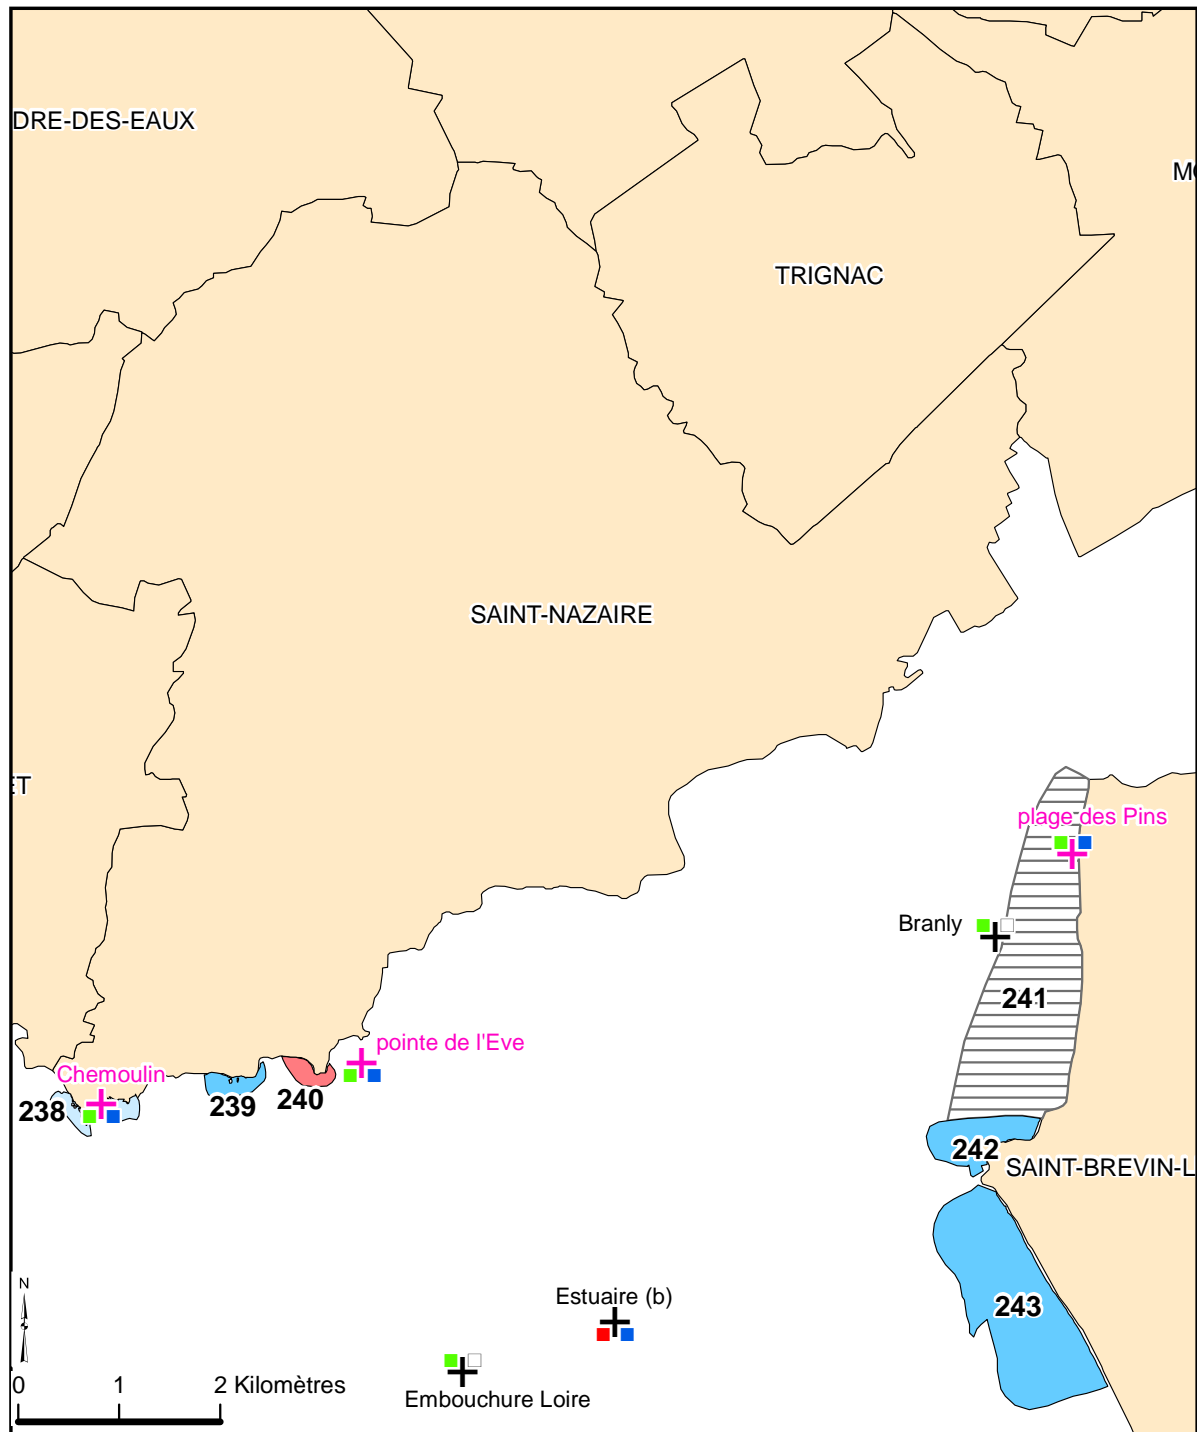 DRE-DES-EAUX
MO
TRIGNAC
SAINT-NAZAIRE
ET
plage des Pins
Branly
241
pointe de l'Eve
Chemoulin
238
239
240
242
SAINT-BREVIN-L
243
N
Estuaire (b)
0 1 2 Kilomètres
Embouchure Loire